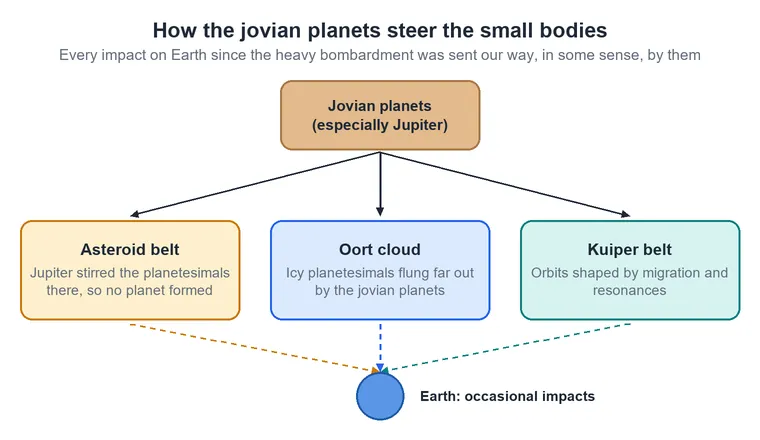 How the jovian planets steer the small bodies
Every impact on Earth since the heavy bombardment was sent our way, in some sense, by them
Jovian planets
(especially Jupiter)
Asteroid belt
Jupiter stirred the planetesimals
there, so no planet formed
Oort cloud
Icy planetesimals flung far out
by the jovian planets
Kuiper belt
Orbits shaped by migration and
resonances
Earth: occasional impacts